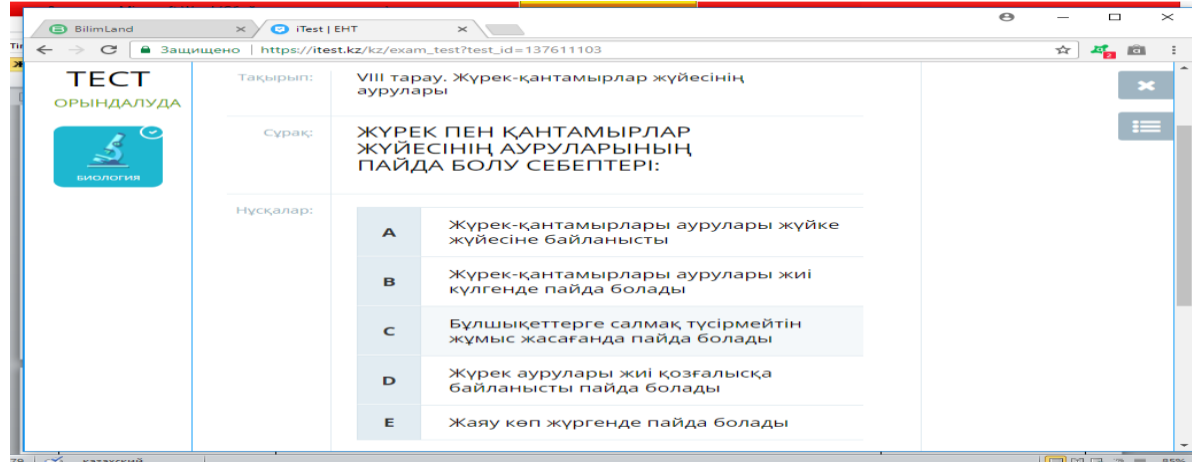 BilimLand
iTest | ЕНТ
Защищено | https://itest.kz/kz/exam_test?test_id=137611103
2
ТЕСТ
ОРЫНДАЛУДА
БИОЛОГИЯ
Тақырып:
VIII тарау. Жүрек-қантамырлар жүйесінің
аурулары
Сұрақ:
ЖҮРЕК ПЕН ҚАНТАМЫРЛАР
ЖҮЙЕСІНІҢ АУРУЛАРЫНЫҢ
ПАЙДА БОЛУ СЕБЕПТЕРІ:
Нұсқалар:
A
Жүрек-қантамырлары аурулары жүйке
жүйесіне байланысты
B
Жүрек-қантамырлары аурулары жиі
күлгенде пайда болады
C
Бұлшықеттерге салмақ түсірмейтін
жұмыс жасағанда пайда болады
D
Жүрек аурулары жиі қозғалысқа
байланысты пайда болады
E
Жаяу көп жүргенде пайда болады
85%